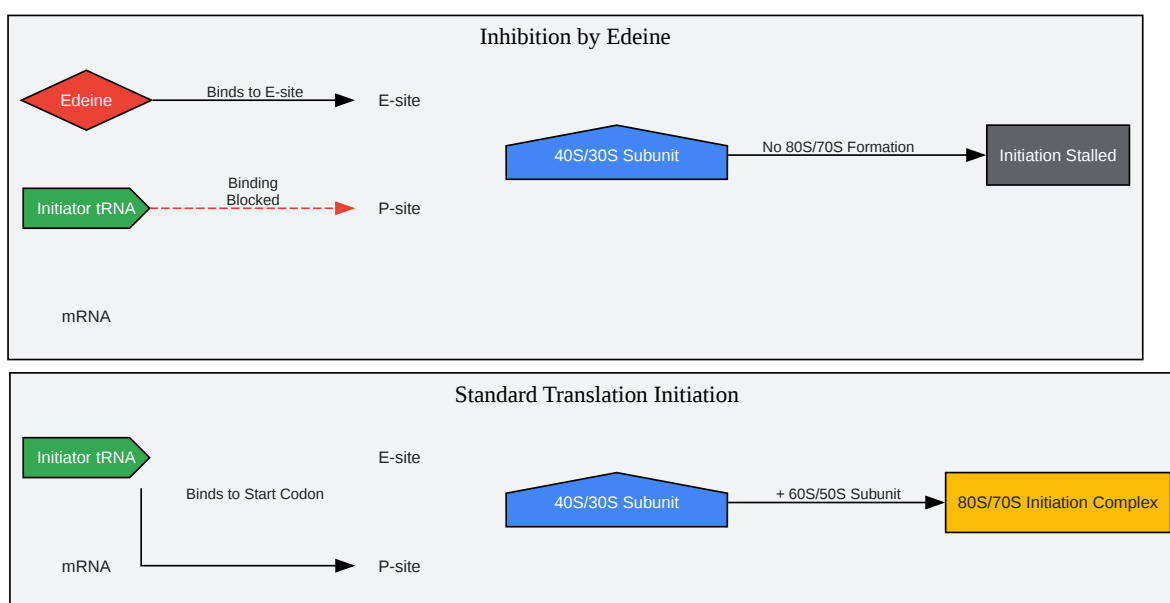 Inhibition by Edeine
Edeine
Binds to E-site
E-site
40S/30S Subunit
No 80S/70S Formation
Initiation Stalled
Initiator tRNA
Binding
Blocked
P-site
mRNA
Standard Translation Initiation
Initiator tRNA
E-site
Binds to Start Codon
40S/30S Subunit
+ 60S/50S Subunit
80S/70S Initiation Complex
mRNA
P-site